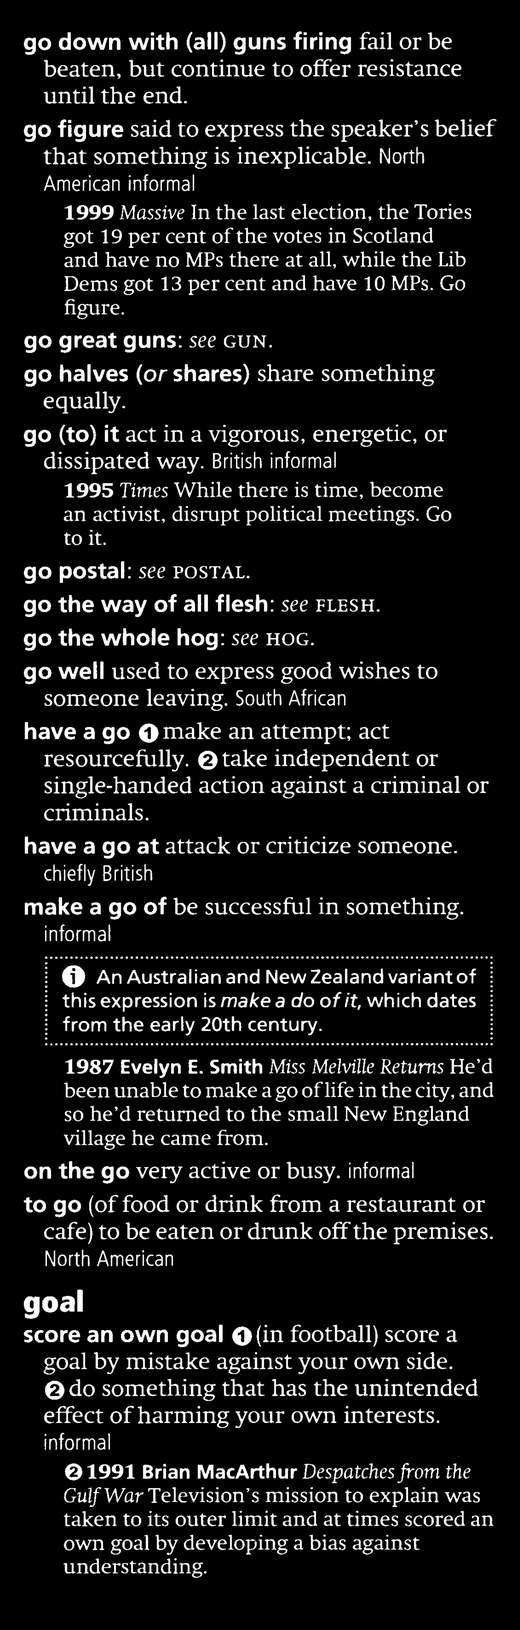 go down with (all) guns firing fail or be
beaten, but continue to offer resistance
until the end.
go figure said to express the speaker's belief
that something is inexplicable. North
American informal
1999 Massive In the last election, the Tories
got 19 per cent of the votes in Scotland
and have no MPs there at all, while the Lib
Dems got 13 per cent and have 10 MPs. Go
figure.
go great guns: see GUN.
go halves (or shares) share something
equally.
go (to) it act in a vigorous, energetic, or
dissipated way. British informal
1995 Times While there is time, become
an activist, disrupt political meetings. Go
to it.
go postal: see POSTAL.
go the way of all flesh: see FLESH.
go the whole hog: see HOG.
go well used to express good wishes to
someone leaving. South African
have a go ❶ make an attempt; act
resourcefully. ❷ take independent or
single-handed action against a criminal or
criminals.
have a go at attack or criticize someone.
chiefly British
make a go of be successful in something.
informal
ⓘ An Australian and New Zealand variant of
this expression is make a do of it, which dates
from the early 20th century.
1987 Evelyn E. Smith Miss Melville Returns He'd
been unable to make a go of life in the city, and
so he'd returned to the small New England
village he came from.
on the go very active or busy. informal
to go (of food or drink from a restaurant or
cafe) to be eaten or drunk off the premises.
North American
goal
score an own goal ❶ (in football) score a
goal by mistake against your own side.
❷ do something that has the unintended
effect of harming your own interests.
informal
❷ 1991 Brian MacArthur Despatches from the
Gulf War Television's mission to explain was
taken to its outer limit and at times scored an
own goal by developing a bias against
understanding.